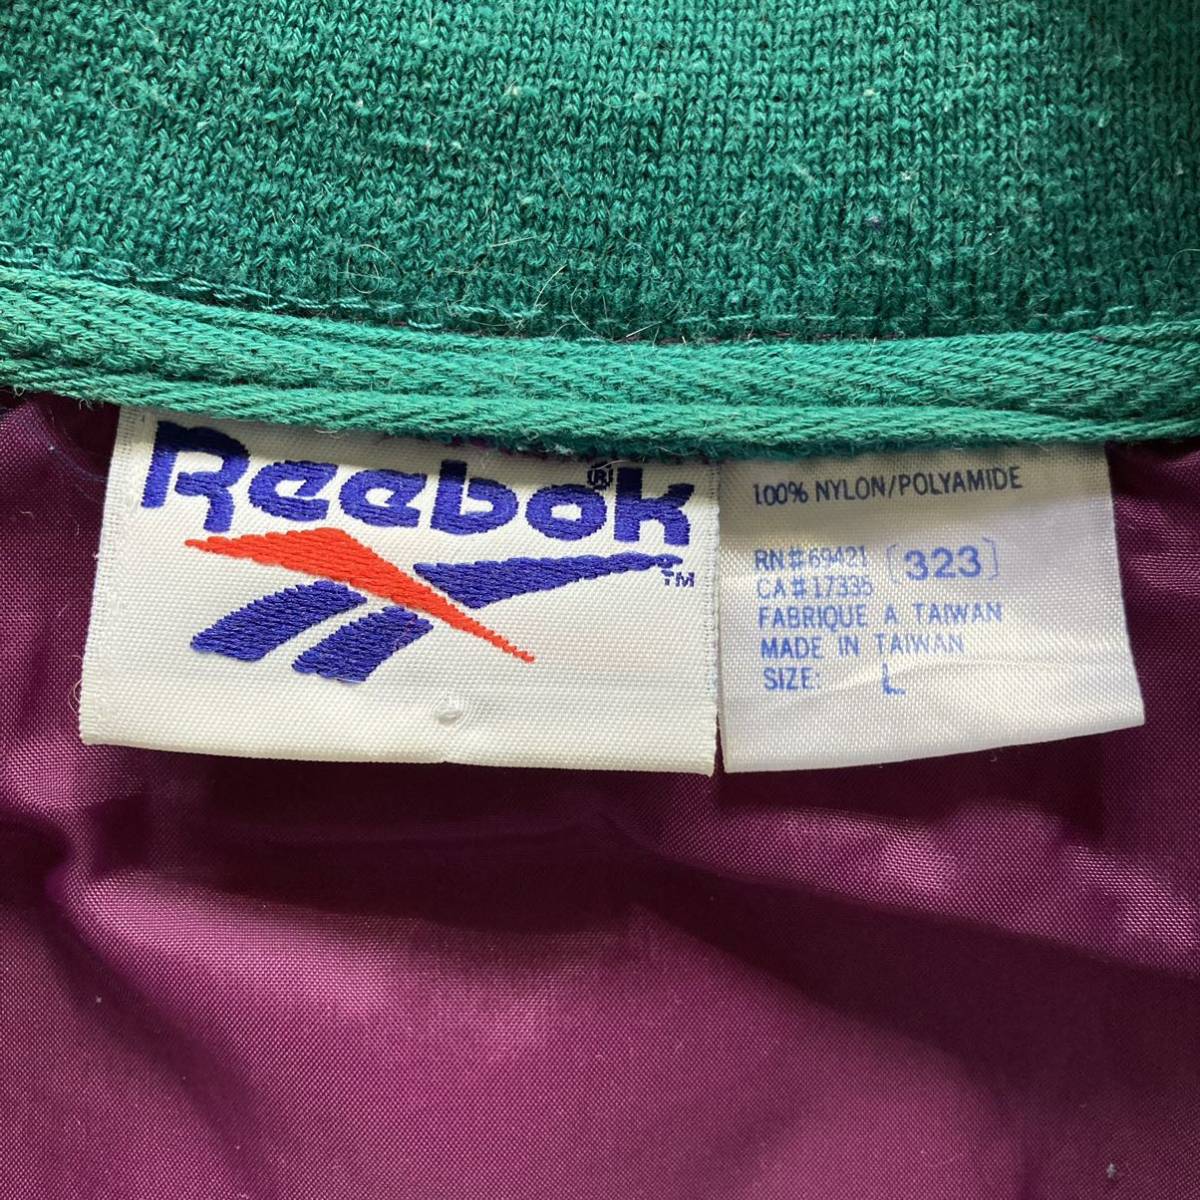 Reebok®
TM
100% NYLON/POLYAMIDE
RN#69421 [323]
CA#17335
FABRIQUE A TAIWAN
MADE IN TAIWAN
SIZE: L